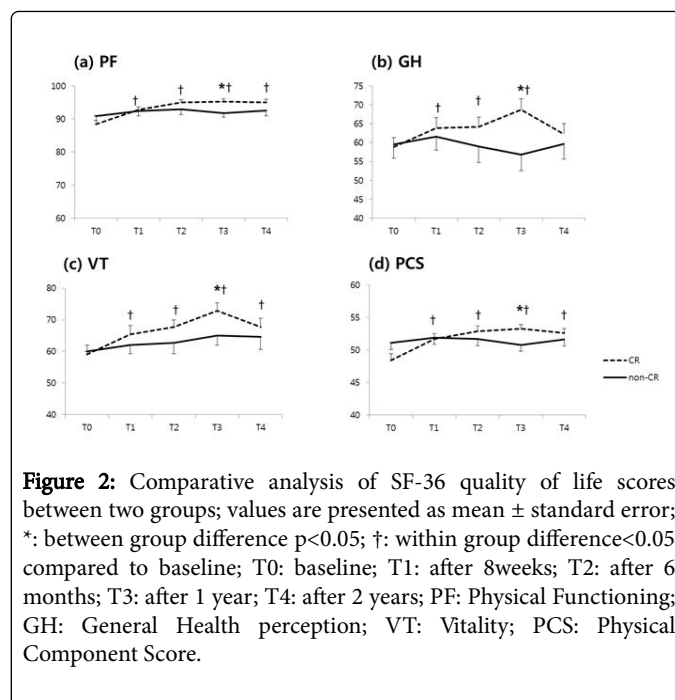 (a) PF
(b) GH
† † *† †
† † *†
100
90
80
70
60
T0 T1 T2 T3 T4
75
70
65
60
55
50
45
40
T0 T1 T2 T3 T4
(c) VT
(d) PCS
† † *† †
† † *† †
80
70
60
50
40
T0 T1 T2 T3 T4
60
55
50
45
40
T0 T1 T2 T3 T4
CR
non-CR
Figure 2: Comparative analysis of SF-36 quality of life scores
between two groups; values are presented as mean ± standard error;
*: between group difference p<0.05; †: within group difference<0.05
compared to baseline; T0: baseline; T1: after 8weeks; T2: after 6
months; T3: after 1 year; T4: after 2 years; PF: Physical Functioning;
GH: General Health perception; VT: Vitality; PCS: Physical
Component Score.